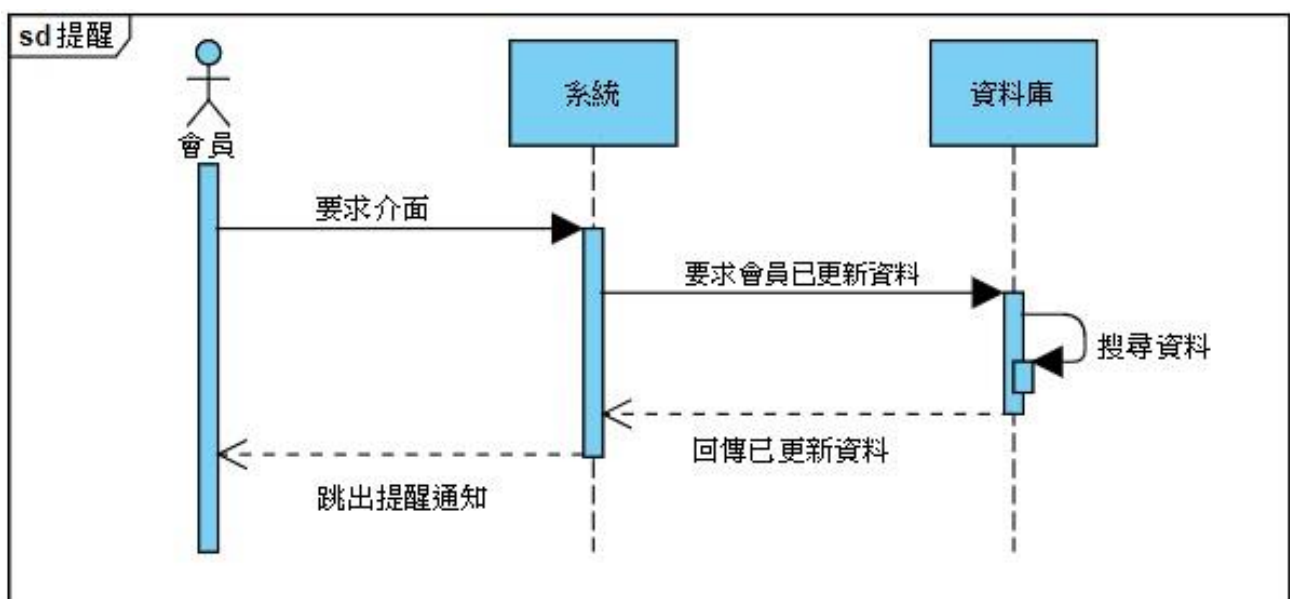 sd 提醒
會員
系統
資料庫
要求介面
要求會員已更新資料
搜尋資料
回傳已更新資料
跳出提醒通知